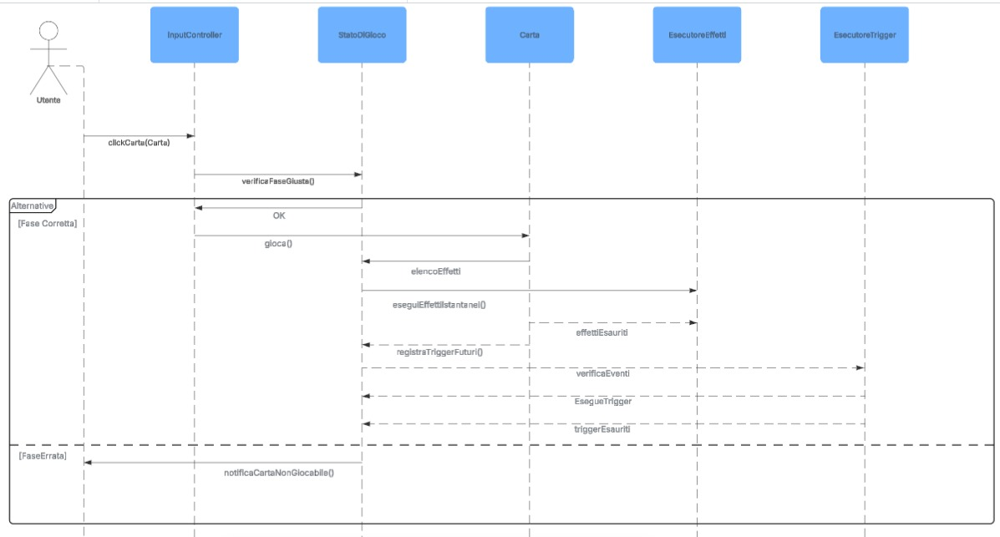 InputController
StatoDiGioco
Carta
EsecutoreEffetti
EsecutoreTrigger
Utente
clickCarta(Carta)
verificaFaseGiusta()
Alternative
OK
[Fase Corretta]
gioca()
elencoEffetti
eseguiEffettiIstantanei()
effettiEsauriti
registraTriggerFuturi()
verificaEventi
EsegueTrigger
triggerEsauriti
[FaseErrata]
notificaCartaNonGiocabile()